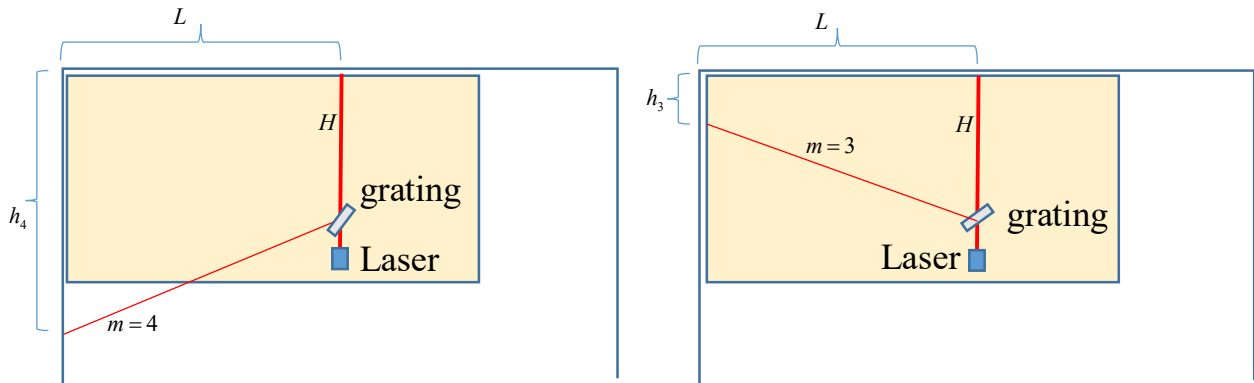 L
H
grating
h₄
Laser
m = 4
L
h₃
H
m = 3
grating
Laser